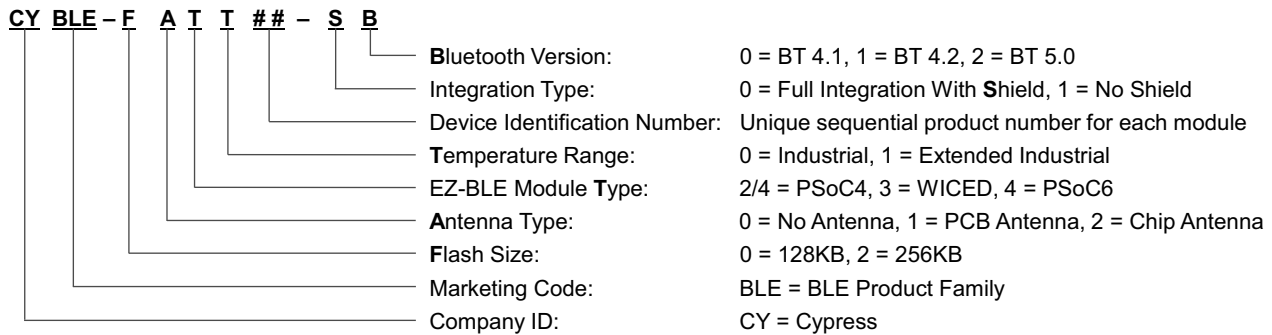 CY BLE – F A T T ## – S B
Bluetooth Version: 0 = BT 4.1, 1 = BT 4.2, 2 = BT 5.0
Integration Type: 0 = Full Integration With Shield, 1 = No Shield
Device Identification Number: Unique sequential product number for each module
Temperature Range: 0 = Industrial, 1 = Extended Industrial
EZ-BLE Module Type: 2/4 = PSoC4, 3 = WICED, 4 = PSoC6
Antenna Type: 0 = No Antenna, 1 = PCB Antenna, 2 = Chip Antenna
Flash Size: 0 = 128KB, 2 = 256KB
Marketing Code: BLE = BLE Product Family
Company ID: CY = Cypress